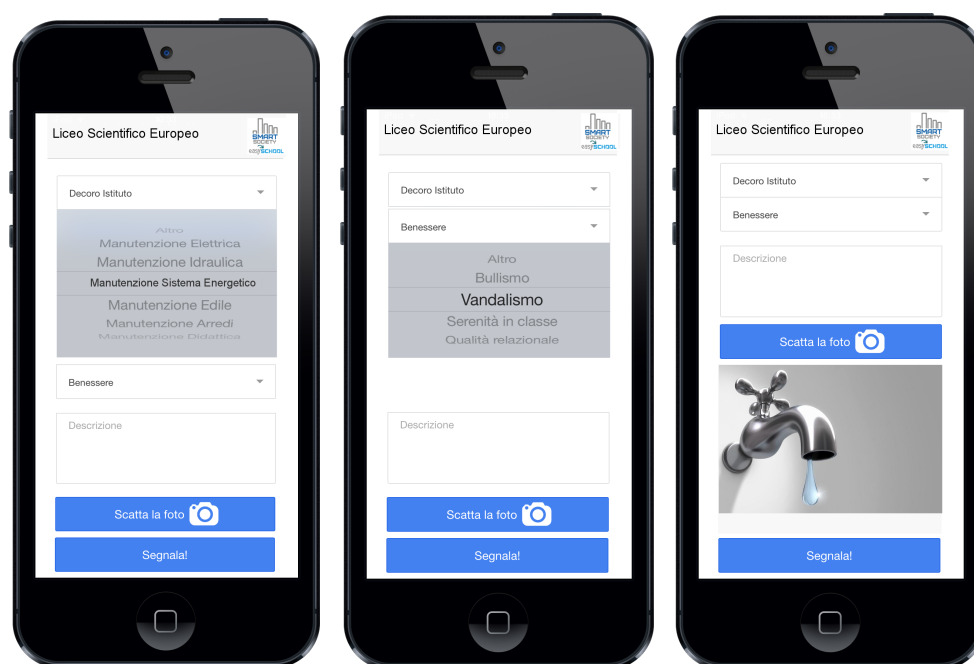 Liceo Scientifico Europeo
SMART
SOCIETY
easySCHOOL
Decoro Istituto
Altro
Manutenzione Elettrica
Manutenzione Idraulica
Manutenzione Sistema Energetico
Manutenzione Edile
Manutenzione Arredi
Manutenzione Didattica
Benessere
Descrizione
Scatta la foto
Segnala!
Liceo Scientifico Europeo
SMART
SOCIETY
easySCHOOL
Decoro Istituto
Benessere
Altro
Bullismo
Vandalismo
Serenità in classe
Qualità relazionale
Descrizione
Scatta la foto
Segnala!
Liceo Scientifico Europeo
SMART
SOCIETY
easySCHOOL
Decoro Istituto
Benessere
Descrizione
Scatta la foto
Segnala!